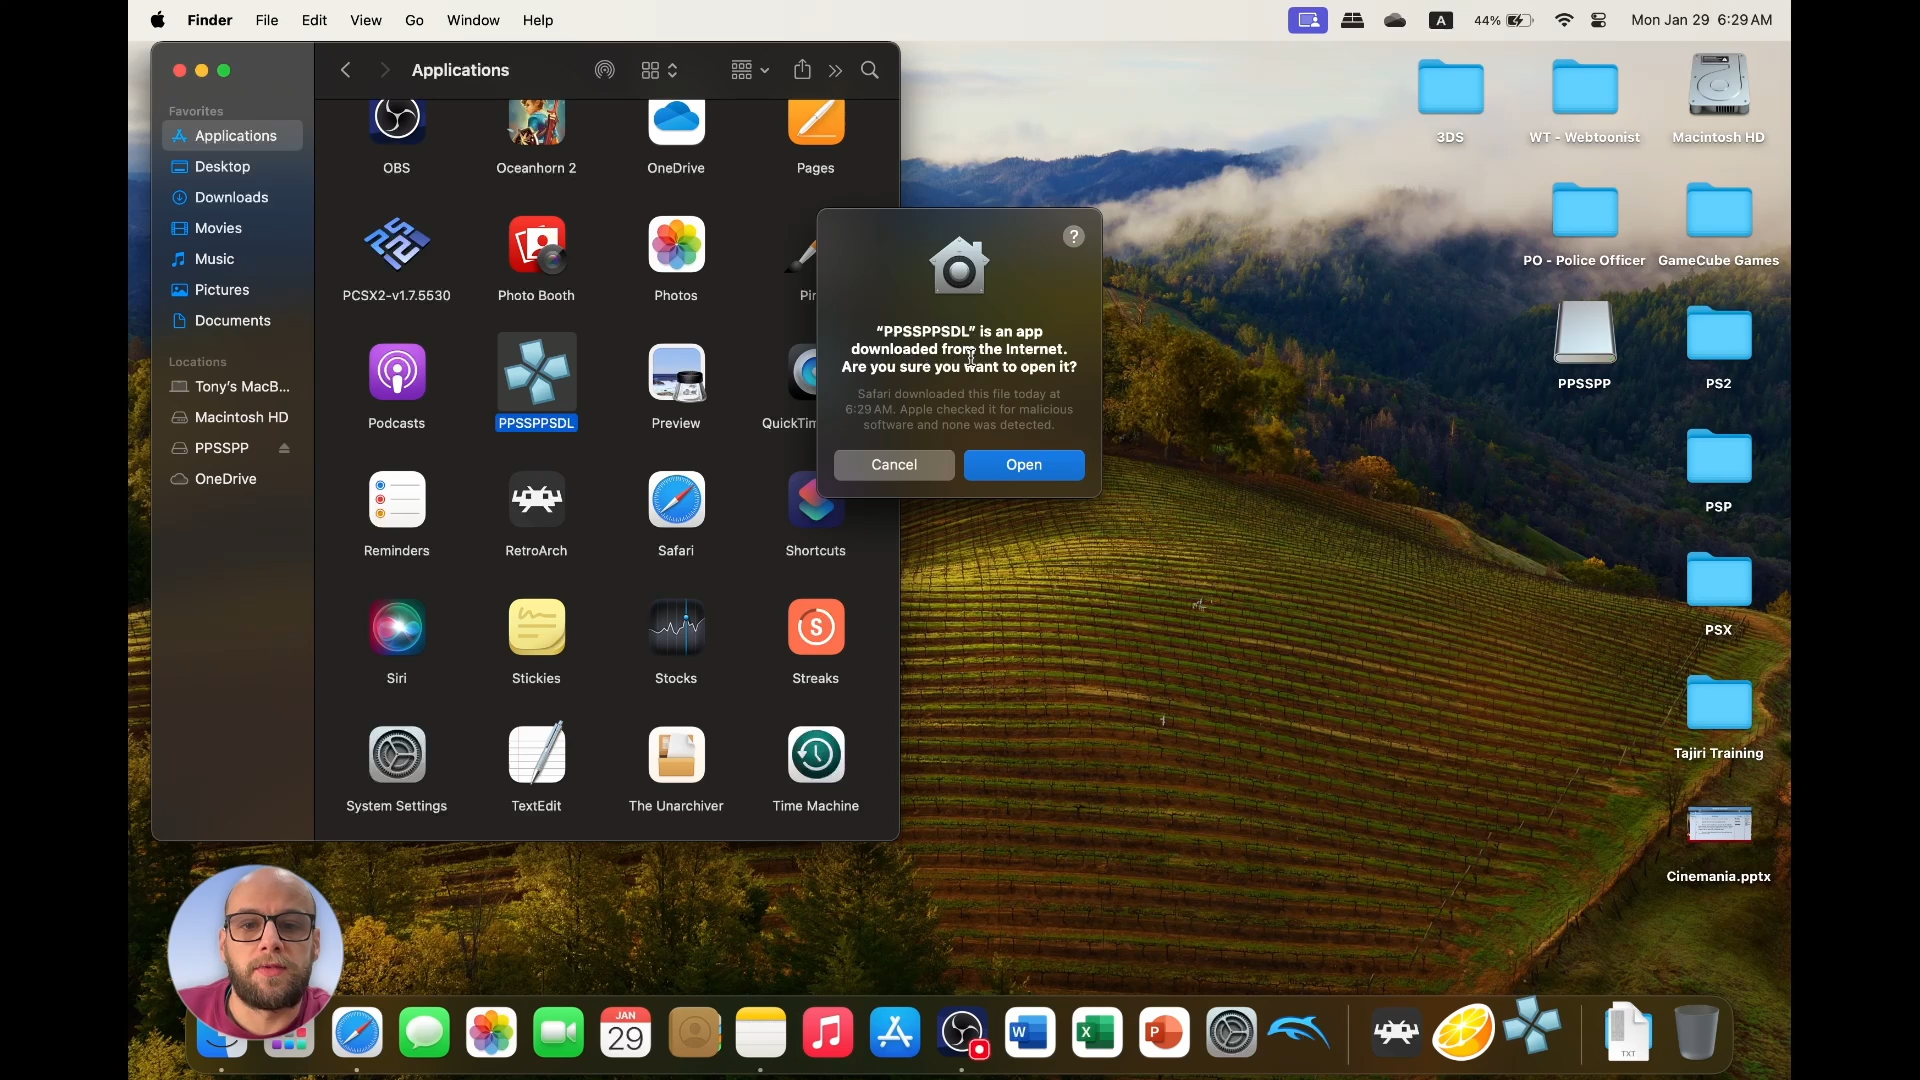 Finder File Edit View Go Window Help
A 44% Mon Jan 29 6:29 AM
Applications
Favorites
Applications
Desktop
Downloads
Movies
Music
Pictures
Documents
Locations
Tony's MacB...
Macintosh HD
PPSSPP
OneDrive
OBS Oceanhorn 2 OneDrive Pages
PCSX2-v1.7.5530 Photo Booth Photos
Podcasts PPSSPPSDL Preview QuickTim
Reminders RetroArch Safari Shortcuts
Siri Stickies Stocks Streaks
S
System Settings TextEdit The Unarchiver Time Machine
?
“PPSSPPSDL” is an app
downloaded from the Internet.
Are you sure you want to open it?
Safari downloaded this file today at
6:29 AM. Apple checked it for malicious
software and none was detected.
Cancel Open
3DS WT - Webtoonist Macintosh HD
PO - Police Officer GameCube Games
PPSSPP PS2
PSP
PSX
Tajiri Training
Cinemania.pptx
JAN
29
W X P
TXT